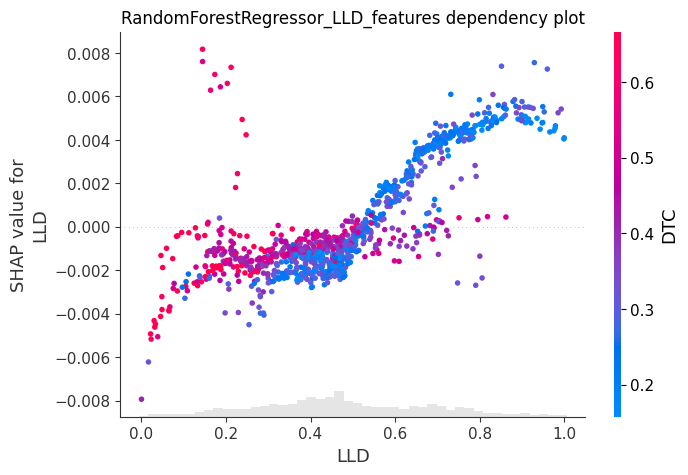 RandomForestRegressor_LLD_features dependency plot
0.008
0.006
0.004
0.002
0.000
−0.002
−0.004
−0.006
−0.008
SHAP value for
LLD
0.0 0.2 0.4 0.6 0.8 1.0
LLD
0.6
0.5
0.4
0.3
0.2
DTC